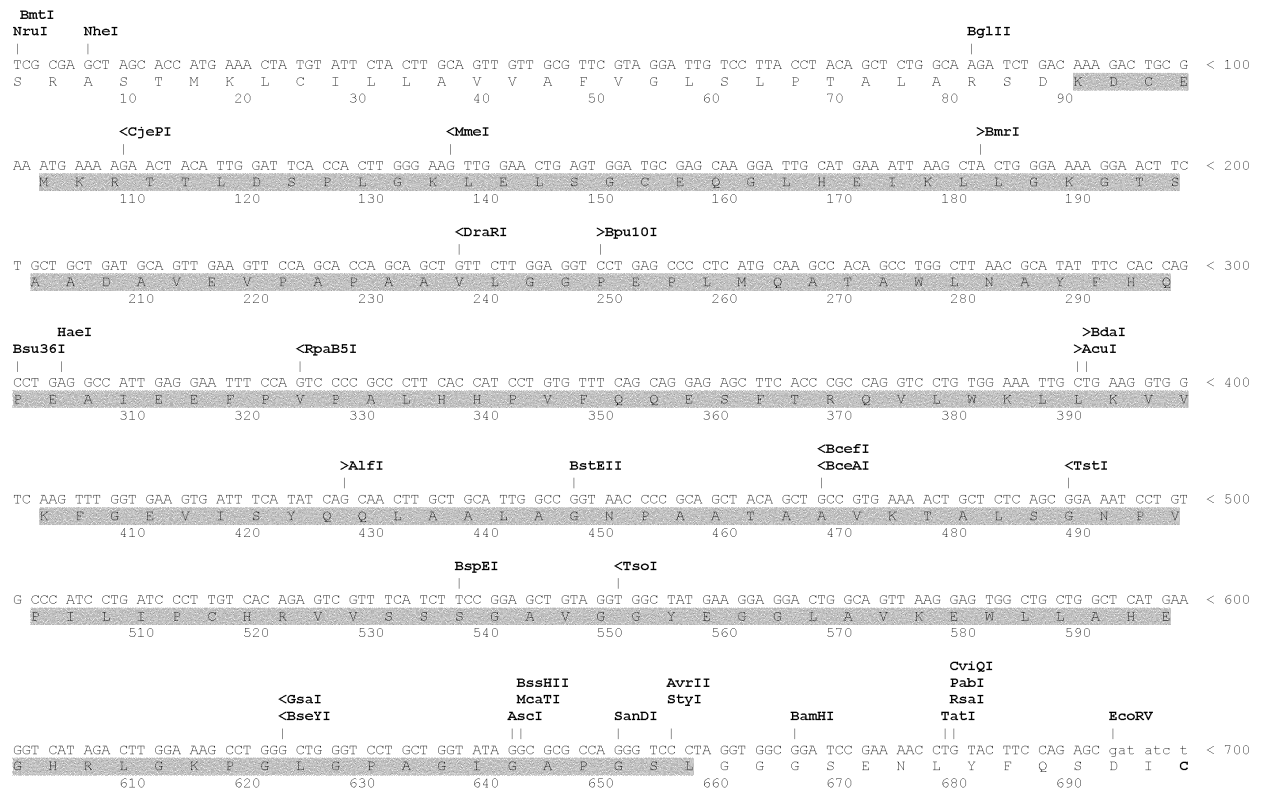 BmtI
NruI NheI BglII
TCG CGA GCT AGC ACC ATG AAA CTA TGT ATT CTA CTT GCA GTT GTT GCG TTC GTA GGA TTG TCC TTA CCT ACA GCT CTG GCA AGA TCT GAC AAA GAC TGC G < 100
S R A S T M K L C I L L A V V A F V G L S L P T A L A R S D K D C E
10 20 30 40 50 60 70 80 90
<CjePI <MmeI >BmrI
AA ATG AAA AGA ACT ACA TTG GAT TCA CCA CTT GGG AAG TTG GAA CTG AGT GGA TGC GAG CAA GGA TTG CAT GAA ATT AAG CTA CTG GGA AAA GGA ACT TC < 200
M K R T T L D S P L G K L E L S G C E Q G L H E I K L L G K G T S
110 120 130 140 150 160 170 180 190
<DraRI >Bpu10I
T GCT GCT GAT GCA GTT GAA GTT CCA GCA CCA GCA GCT GTT CTT GGA GGT CCT GAG CCC CTC ATG CAA GCC ACA GCC TGG CTT AAC GCA TAT TTC CAC CAG < 300
A A D A V E V P A P A A V L G G P E P L M Q A T A W L N A Y F H Q
210 220 230 240 250 260 270 280 290
HaeI >BdaI
Bsu36I <RpaB5I >AcuI
CCT GAG GCC ATT GAG GAA TTT CCA GTC CCC GCC CTT CAC CAT CCT GTG TTT CAG CAG GAG AGC TTC ACC CGC CAG GTC CTG TGG AAA TTG CTG AAG GTG G < 400
P E A I E E F P V P A L H H P V F Q Q E S F T R Q V L W K L L K V V
310 320 330 340 350 360 370 380 390
<BcefI
>AlfI BstEII <BceAI <TstI
TC AAG TTT GGT GAA GTG ATT TCA TAT CAG CAA CTT GCT GCA TTG GCC GGT AAC CCC GCA GCT ACA GCT GCC GTG AAA ACT GCT CTC AGC GGA AAT CCT GT < 500
K F G E V I S Y Q Q L A A L A G N P A A T A A V K T A L S G N P V
410 420 430 440 450 460 470 480 490
BspEI <TsoI
G CCC ATC CTG ATC CCT TGT CAC AGA GTC GTT TCA TCT TCC GGA GCT GTA GGT GGC TAT GAA GGA GGA CTG GCA GTT AAG GAG TGG CTG CTG GCT CAT GAA < 600
P I L I P C H R V V S S S G A V G G Y E G G L A V K E W L L A H E
510 520 530 540 550 560 570 580 590
CviQI
BssHII AvrII PabI
<GsaI McaTI StyI RsaI
<BseYI AscI SanDI BamHI TatI EcoRV
GGT CAT AGA CTT GGA AAG CCT GGG CTG GGT CCT GCT GGT ATA GGC GCG CCA GGG TCC CTA GGT GGC GGA TCC GAA AAC CTG TAC TTC CAG AGC gat atc t < 700
G H R L G K P G L G P A G I G A P G S L G G G S E N L Y F Q S D I C
610 620 630 640 650 660 670 680 690